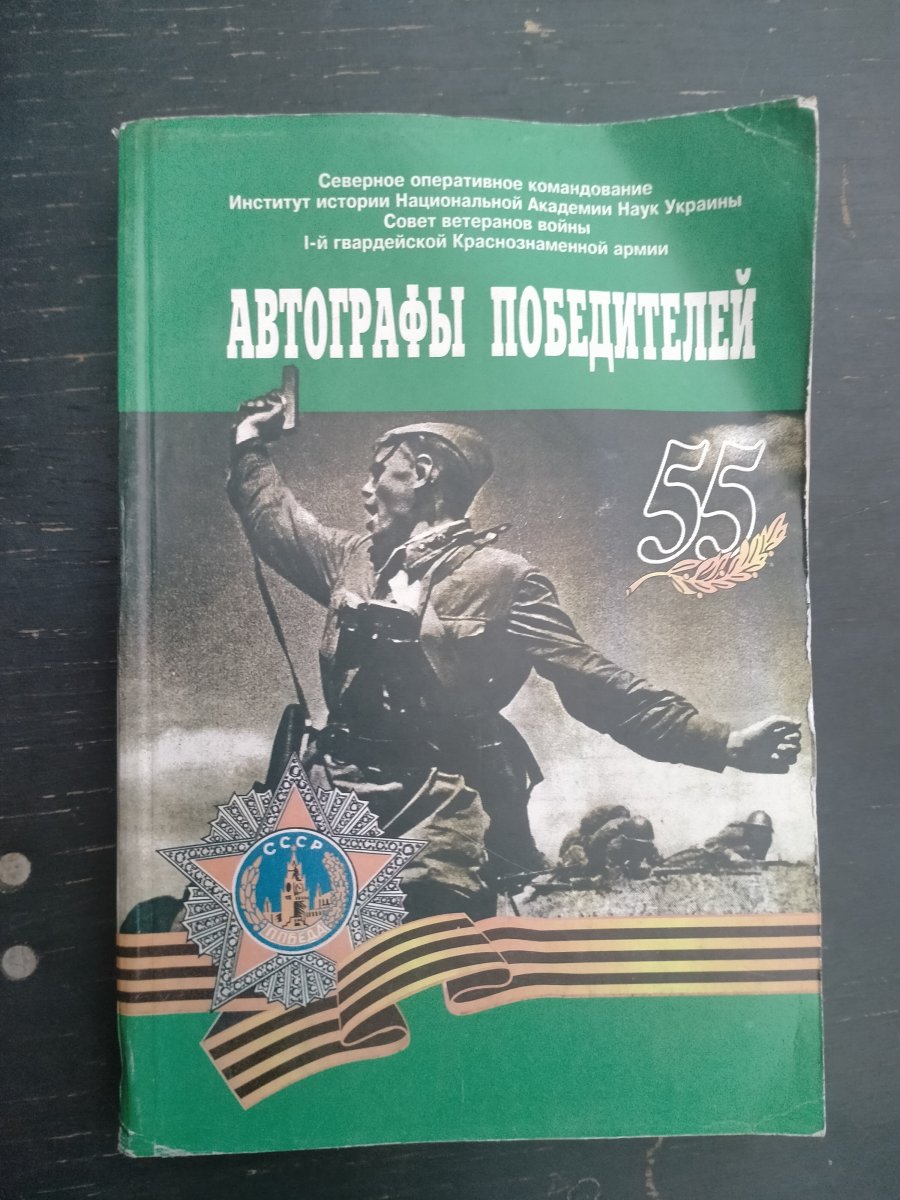 Северное оперативное командование
Институт истории Национальной Академии Наук Украины
Совет ветеранов войны
I-й гвардейской Краснознаменной армии
АВТОГРАФЫ ПОБЕДИТЕЛЕЙ
55
СССР
ПОБЕДА